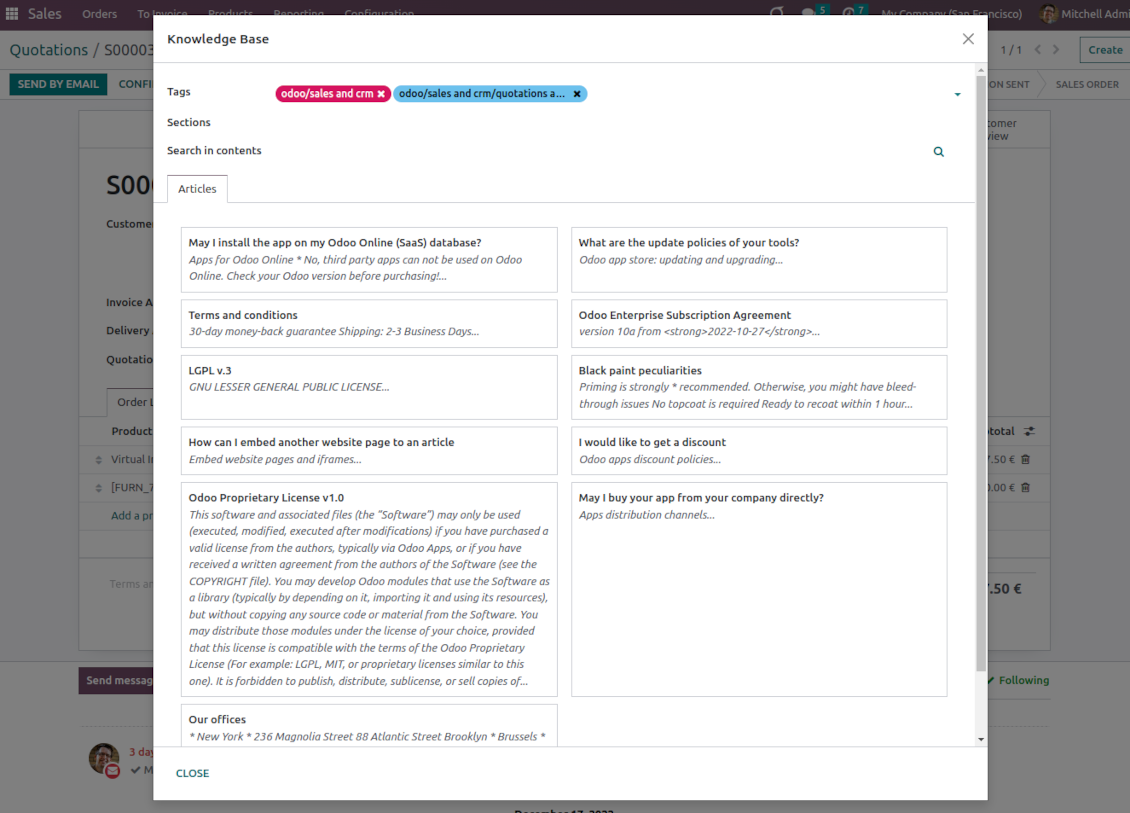 Sales Orders To Invoice Products Reporting Configuration 5 7 My Company (San Francisco) Mitchell Admi
Quotations / S00003 1 / 1 Create
SEND BY EMAIL CONFI ON SENT SALES ORDER
Knowledge Base
Tags odoo/sales and crm odoo/sales and crm/quotations a...
Sections
Search in contents
Articles
tomer
view
S00
Custome
Invoice A
Delivery
Quotatio
Order L
Product
total
Virtual I
7.50 €
[FURN_7
0.00 €
Add a pr
Terms an
7.50 €
May I install the app on my Odoo Online (SaaS) database?
Apps for Odoo Online * No, third party apps can not be used on Odoo
Online. Check your Odoo version before purchasing!...
What are the update policies of your tools?
Odoo app store: updating and upgrading...
Terms and conditions
30-day money-back guarantee Shipping: 2-3 Business Days...
Odoo Enterprise Subscription Agreement
version 10a from <strong>2022-10-27</strong>...
LGPL v.3
GNU LESSER GENERAL PUBLIC LICENSE...
Black paint peculiarities
Priming is strongly * recommended. Otherwise, you might have bleed-
through issues No topcoat is required Ready to recoat within 1 hour...
How can I embed another website page to an article
Embed website pages and iframes...
I would like to get a discount
Odoo apps discount policies...
Odoo Proprietary License v1.0
This software and associated files (the "Software") may only be used
(executed, modified, executed after modifications) if you have purchased a
valid license from the authors, typically via Odoo Apps, or if you have
received a written agreement from the authors of the Software (see the
COPYRIGHT file). You may develop Odoo modules that use the Software as
a library (typically by depending on it, importing it and using its resources),
but without copying any source code or material from the Software. You
may distribute those modules under the license of your choice, provided
that this license is compatible with the terms of the Odoo Proprietary
License (For example: LGPL, MIT, or proprietary licenses similar to this
one). It is forbidden to publish, distribute, sublicense, or sell copies of...
May I buy your app from your company directly?
Apps distribution channels...
Our offices
* New York * 236 Magnolia Street 88 Atlantic Street Brooklyn * Brussels *
Send messag
Following
3 day
M
CLOSE
December 17, 2022